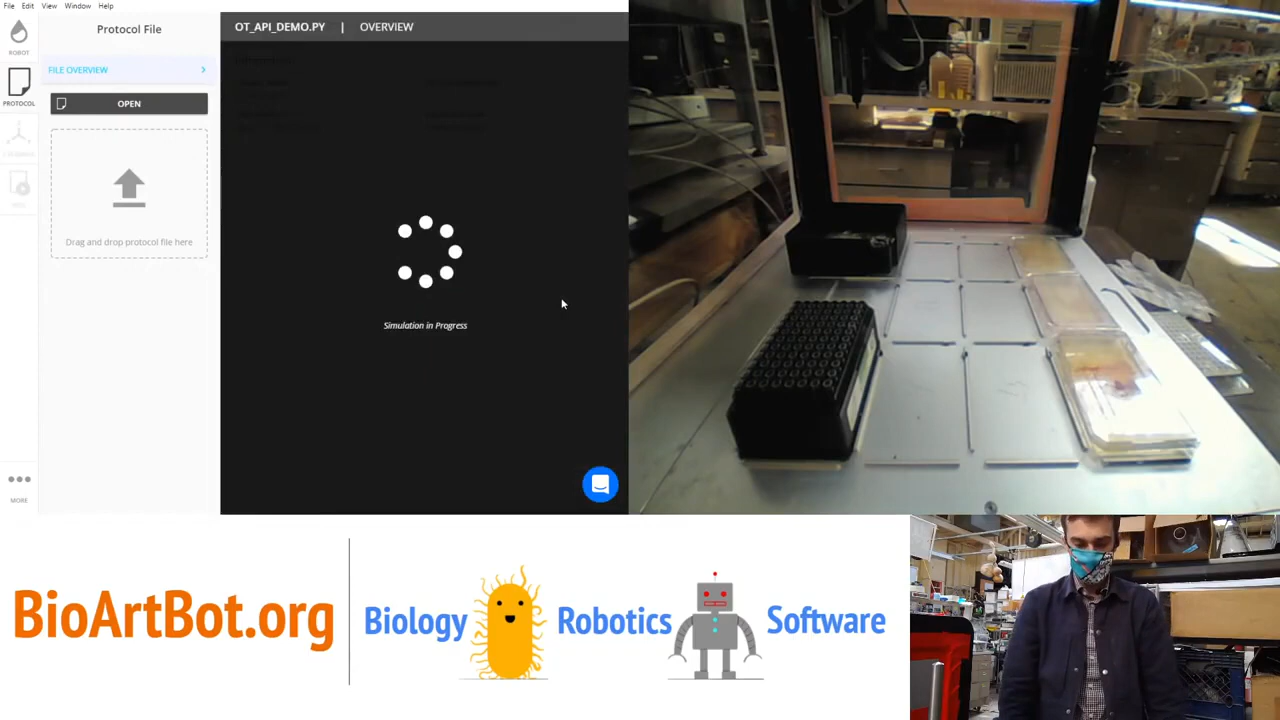 File Edit View Window Help
Protocol File
OT_API_DEMO.PY | OVERVIEW
ROBOT
FILE OVERVIEW
PROTOCOL
OPEN
Drag and drop protocol file here
Simulation in Progress
MORE
BioArtBot.org
Biology Robotics Software